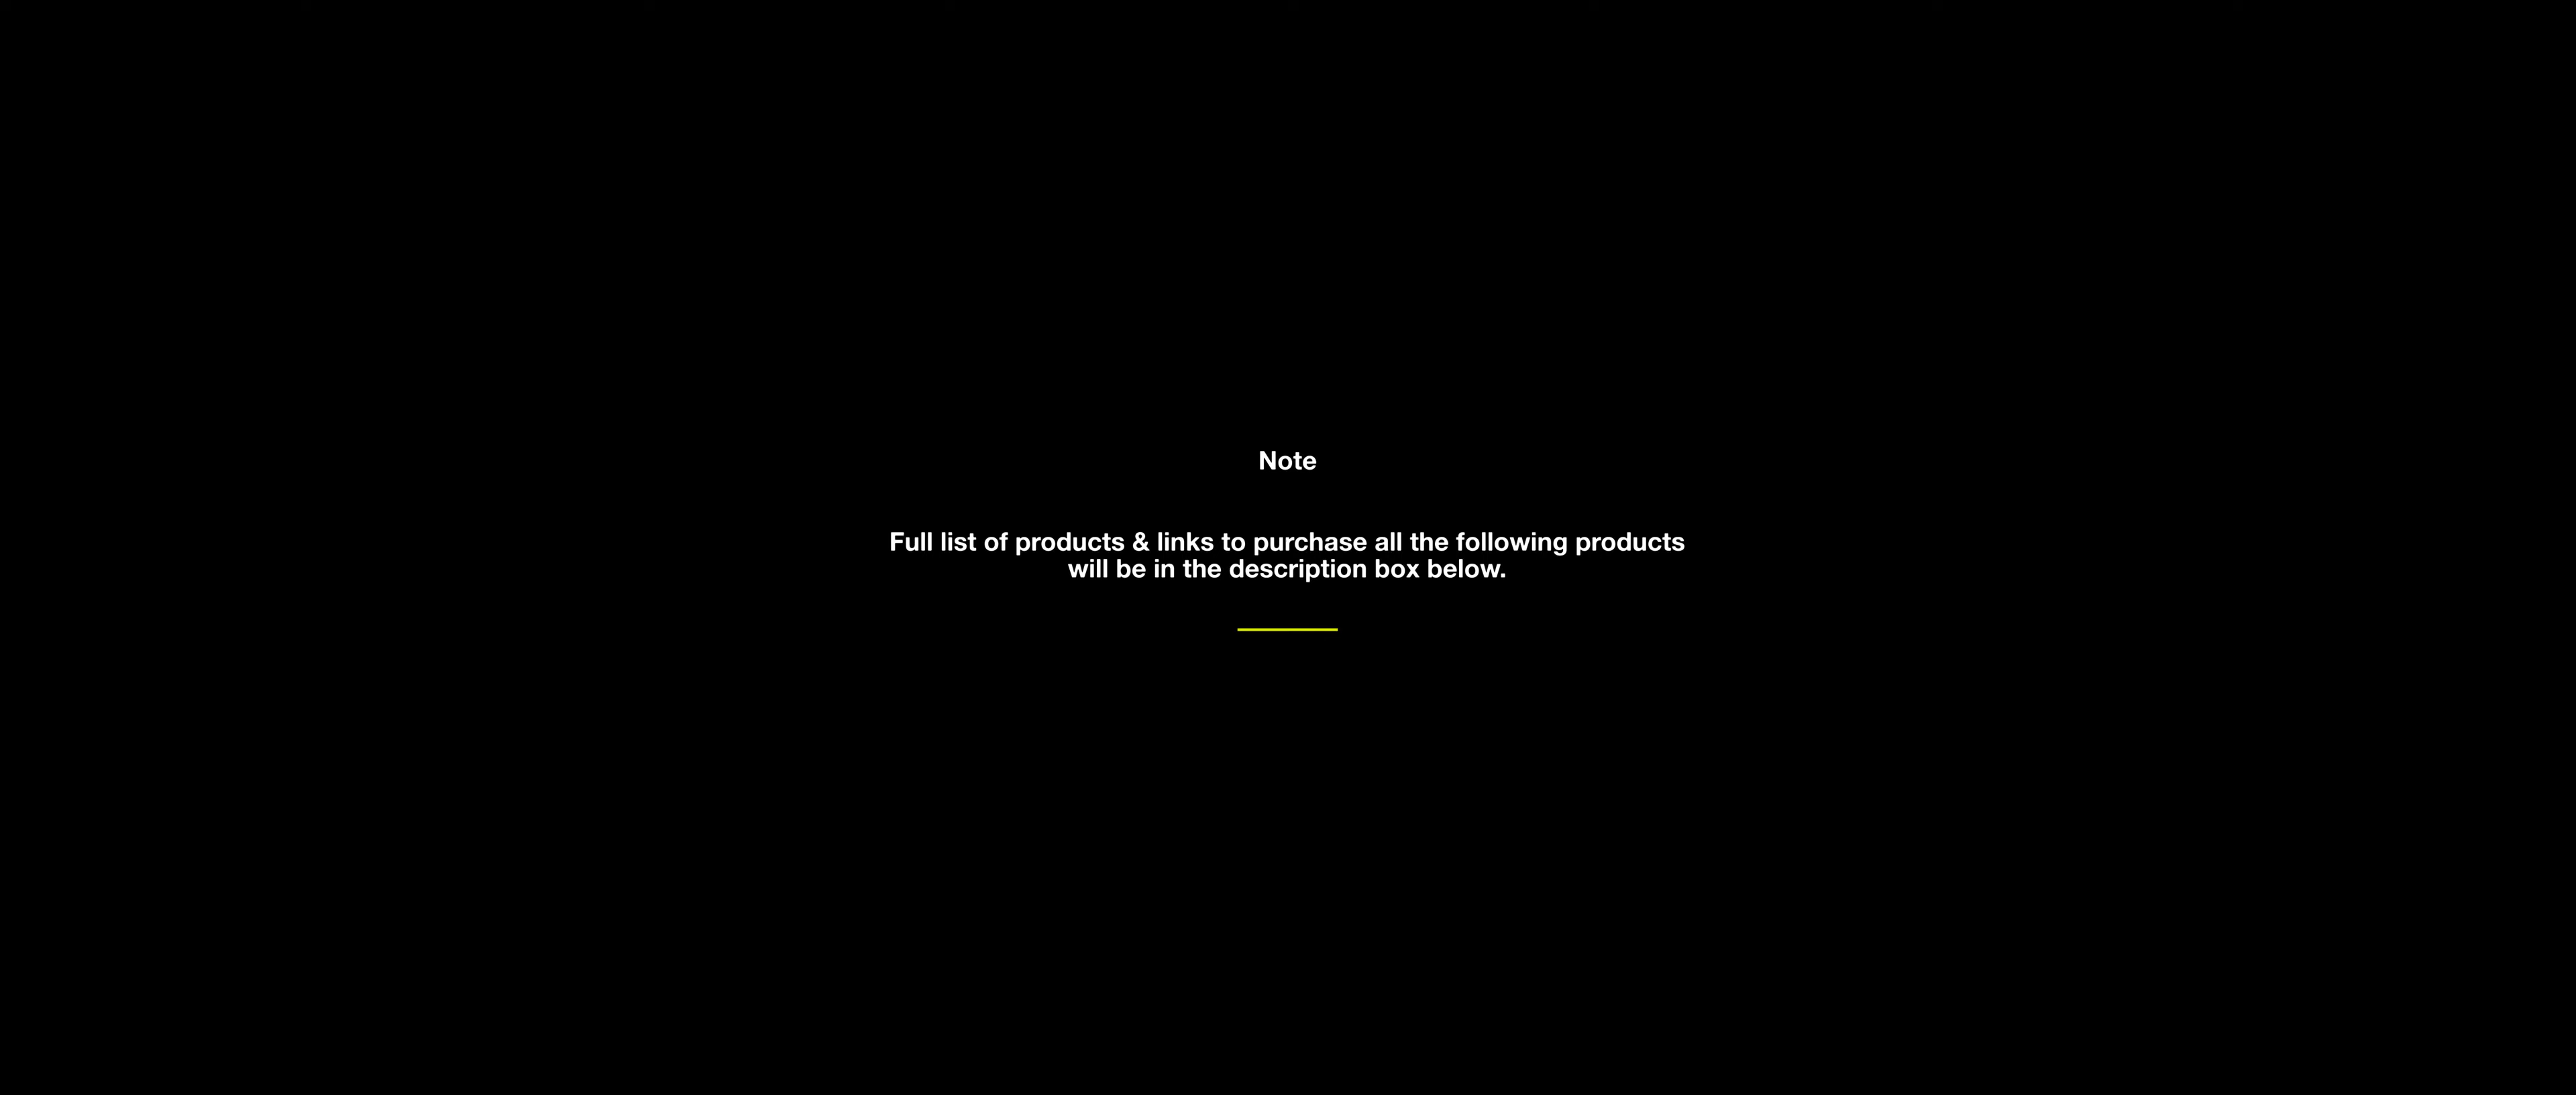 Note
Full list of products & links to purchase all the following products
will be in the description box below.